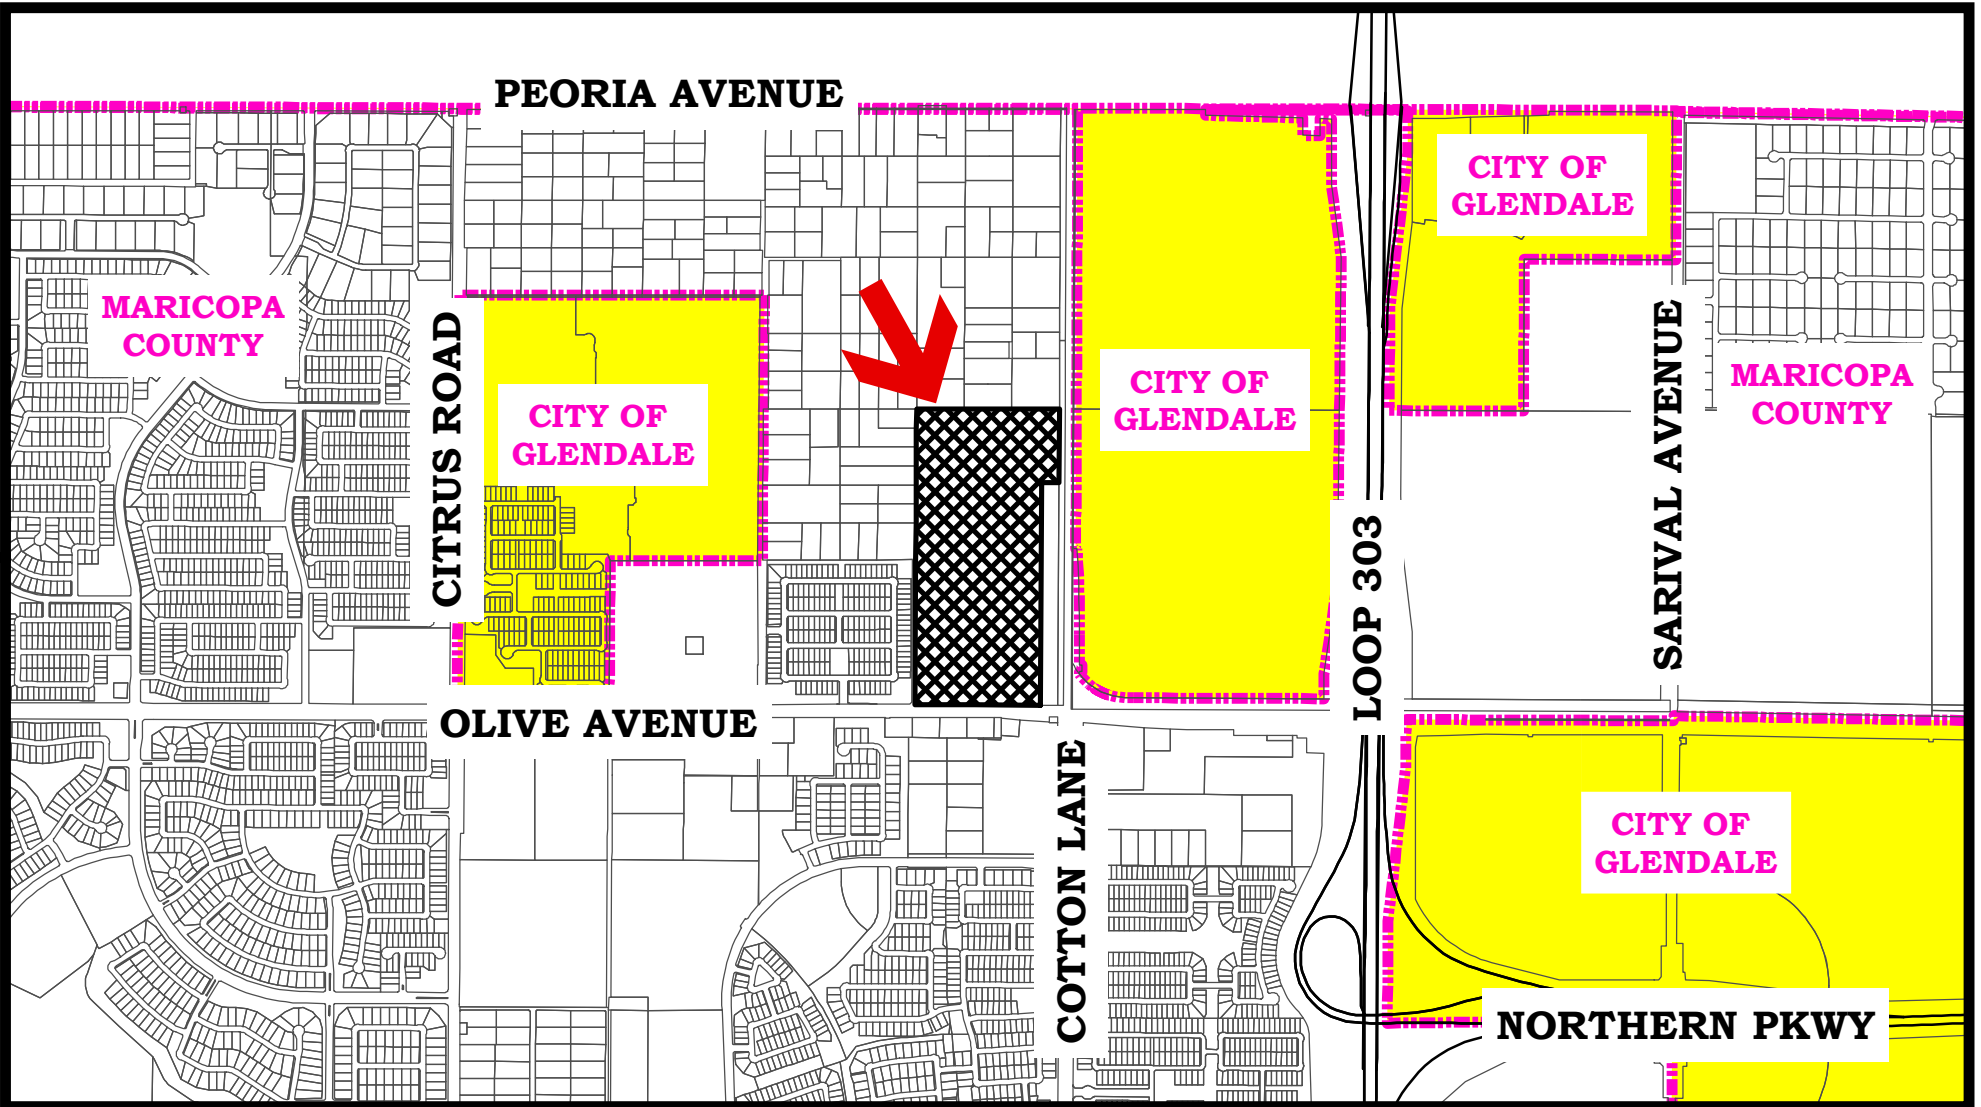 PEORIA AVENUE
CITY OF
GLENDALE
MARICOPA
COUNTY
CITRUS ROAD
CITY OF
GLENDALE
CITY OF
GLENDALE
SARIVAL AVENUE
MARICOPA
COUNTY
LOOP 303
OLIVE AVENUE
COTTON LANE
CITY OF
GLENDALE
NORTHERN PKWY